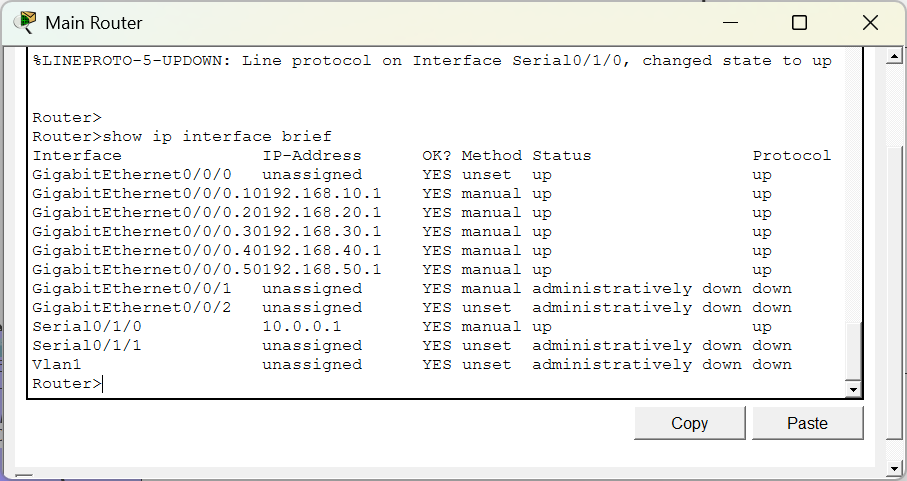 Main Router
%LINEPROTO-5-UPDOWN: Line protocol on Interface Serial0/1/0, changed state to up
Router>
Router>show ip interface brief
Interface IP-Address OK? Method Status Protocol
GigabitEthernet0/0/0 unassigned YES unset up up
GigabitEthernet0/0/0.10192.168.10.1 YES manual up up
GigabitEthernet0/0/0.20192.168.20.1 YES manual up up
GigabitEthernet0/0/0.30192.168.30.1 YES manual up up
GigabitEthernet0/0/0.40192.168.40.1 YES manual up up
GigabitEthernet0/0/0.50192.168.50.1 YES manual up up
GigabitEthernet0/0/1 unassigned YES manual administratively down down
GigabitEthernet0/0/2 unassigned YES unset administratively down down
Serial0/1/0 10.0.0.1 YES manual up up
Serial0/1/1 unassigned YES unset administratively down down
Vlan1 unassigned YES unset administratively down down
Router>
Copy Paste